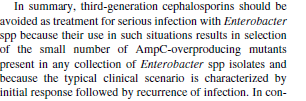 In summary, third-generation cephalosporins should be
avoided as treatment for serious infection with Enterobacter
spp because their use in such situations results in selection
of the small number of AmpC-overproducing mutants
present in any collection of Enterobacter spp isolates and
because the typical clinical scenario is characterized by
initial response followed by recurrence of infection. In con-